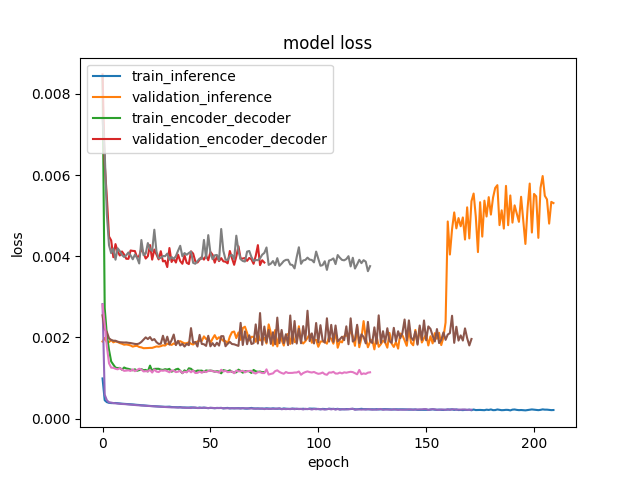 model loss
train_inference
validation_inference
train_encoder_decoder
validation_encoder_decoder
loss
0.008
0.006
0.004
0.002
0.000
0 50 100 150 200
epoch